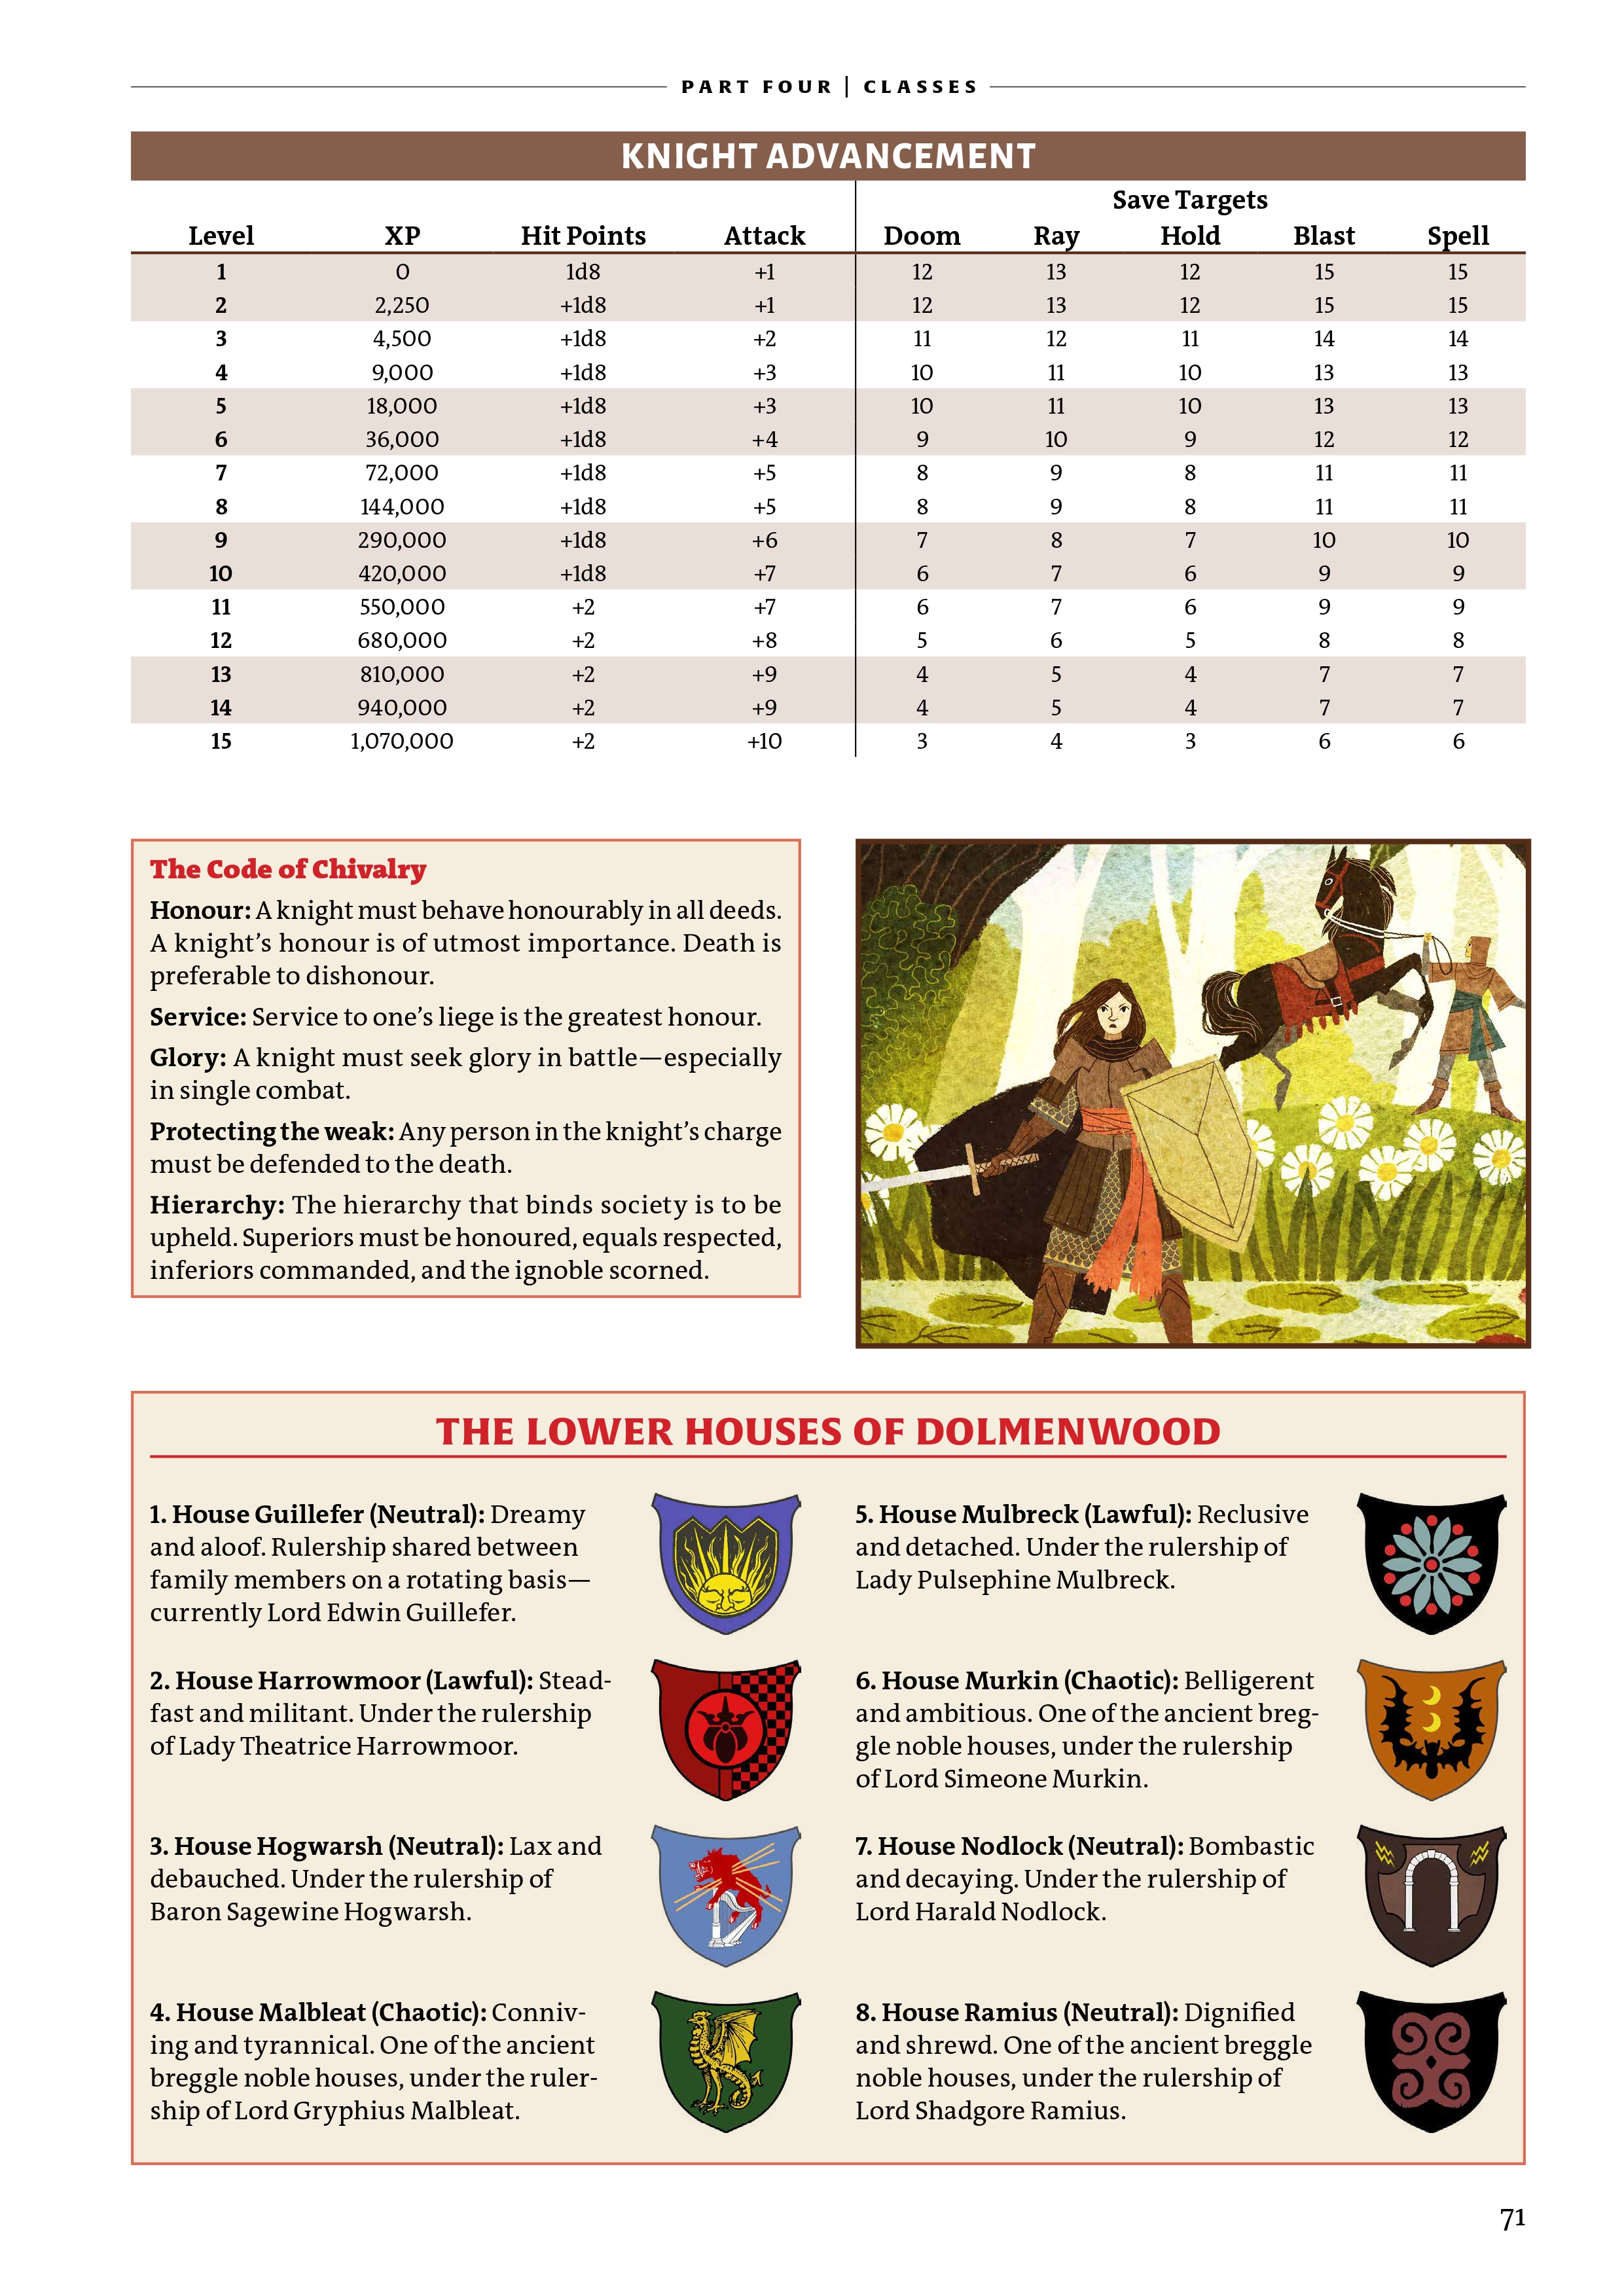 PART FOUR | CLASSES
KNIGHT ADVANCEMENT
Save Targets
Level XP Hit Points Attack Doom Ray Hold Blast Spell
1 0 1d8 +1 12 13 12 15 15
2 2,250 +1d8 +1 12 13 12 15 15
3 4,500 +1d8 +2 11 12 11 14 14
4 9,000 +1d8 +3 10 11 10 13 13
5 18,000 +1d8 +3 10 11 10 13 13
6 36,000 +1d8 +4 9 10 9 12 12
7 72,000 +1d8 +5 8 9 8 11 11
8 144,000 +1d8 +5 8 9 8 11 11
9 290,000 +1d8 +6 7 8 7 10 10
10 420,000 +1d8 +7 6 7 6 9 9
11 550,000 +2 +7 6 7 6 9 9
12 680,000 +2 +8 5 6 5 8 8
13 810,000 +2 +9 4 5 4 7 7
14 940,000 +2 +9 4 5 4 7 7
15 1,070,000 +2 +10 3 4 3 6 6
The Code of Chivalry
Honour: A knight must behave honourably in all deeds.
A knight’s honour is of utmost importance. Death is
preferable to dishonour.
Service: Service to one’s liege is the greatest honour.
Glory: A knight must seek glory in battle—especially
in single combat.
Protecting the weak: Any person in the knight’s charge
must be defended to the death.
Hierarchy: The hierarchy that binds society is to be
upheld. Superiors must be honoured, equals respected,
inferiors commanded, and the ignoble scorned.
THE LOWER HOUSES OF DOLMENWOOD
1. House Guillefer (Neutral): Dreamy
and aloof. Rulership shared between
family members on a rotating basis—
currently Lord Edwin Guillefer.
2. House Harrowmoor (Lawful): Stead-
fast and militant. Under the rulership
of Lady Theatrice Harrowmoor.
3. House Hogwarsh (Neutral): Lax and
debauched. Under the rulership of
Baron Sagewine Hogwarsh.
4. House Malbleat (Chaotic): Conniv-
ing and tyrannical. One of the ancient
breggle noble houses, under the ruler-
ship of Lord Gryphius Malbleat.
5. House Mulbreck (Lawful): Reclusive
and detached. Under the rulership of
Lady Pulsephine Mulbreck.
6. House Murkin (Chaotic): Belligerent
and ambitious. One of the ancient breg-
gle noble houses, under the rulership
of Lord Simeone Murkin.
7. House Nodlock (Neutral): Bombastic
and decaying. Under the rulership of
Lord Harald Nodlock.
8. House Ramius (Neutral): Dignified
and shrewd. One of the ancient breggle
noble houses, under the rulership of
Lord Shadgore Ramius.
71